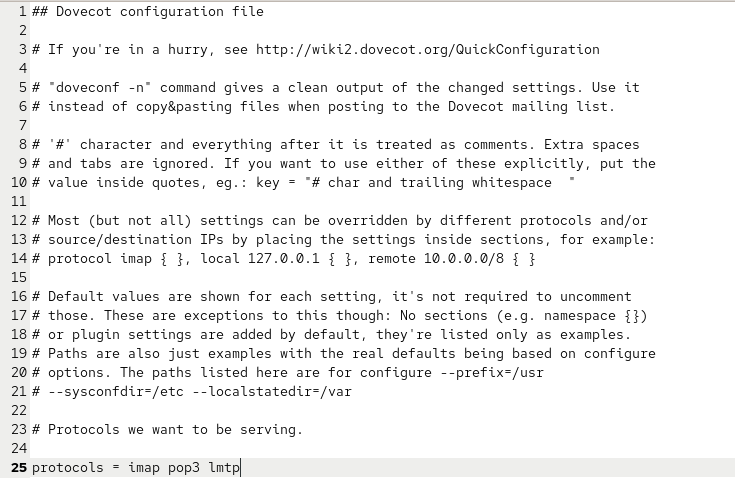 1 ## Dovecot configuration file
2
3 # If you're in a hurry, see http://wiki2.dovecot.org/QuickConfiguration
4
5 # "doveconf -n" command gives a clean output of the changed settings. Use it
6 # instead of copy&pasting files when posting to the Dovecot mailing list.
7
8 # '#' character and everything after it is treated as comments. Extra spaces
9 # and tabs are ignored. If you want to use either of these explicitly, put the
10 # value inside quotes, eg.: key = "# char and trailing whitespace  "
11
12 # Most (but not all) settings can be overridden by different protocols and/or
13 # source/destination IPs by placing the settings inside sections, for example:
14 # protocol imap { }, local 127.0.0.1 { }, remote 10.0.0.0/8 { }
15
16 # Default values are shown for each setting, it's not required to uncomment
17 # those. These are exceptions to this though: No sections (e.g. namespace {})
18 # or plugin settings are added by default, they're listed only as examples.
19 # Paths are also just examples with the real defaults being based on configure
20 # options. The paths listed here are for configure --prefix=/usr
21 # --sysconfdir=/etc --localstatedir=/var
22
23 # Protocols we want to be serving.
24
25 protocols = imap pop3 lmtp